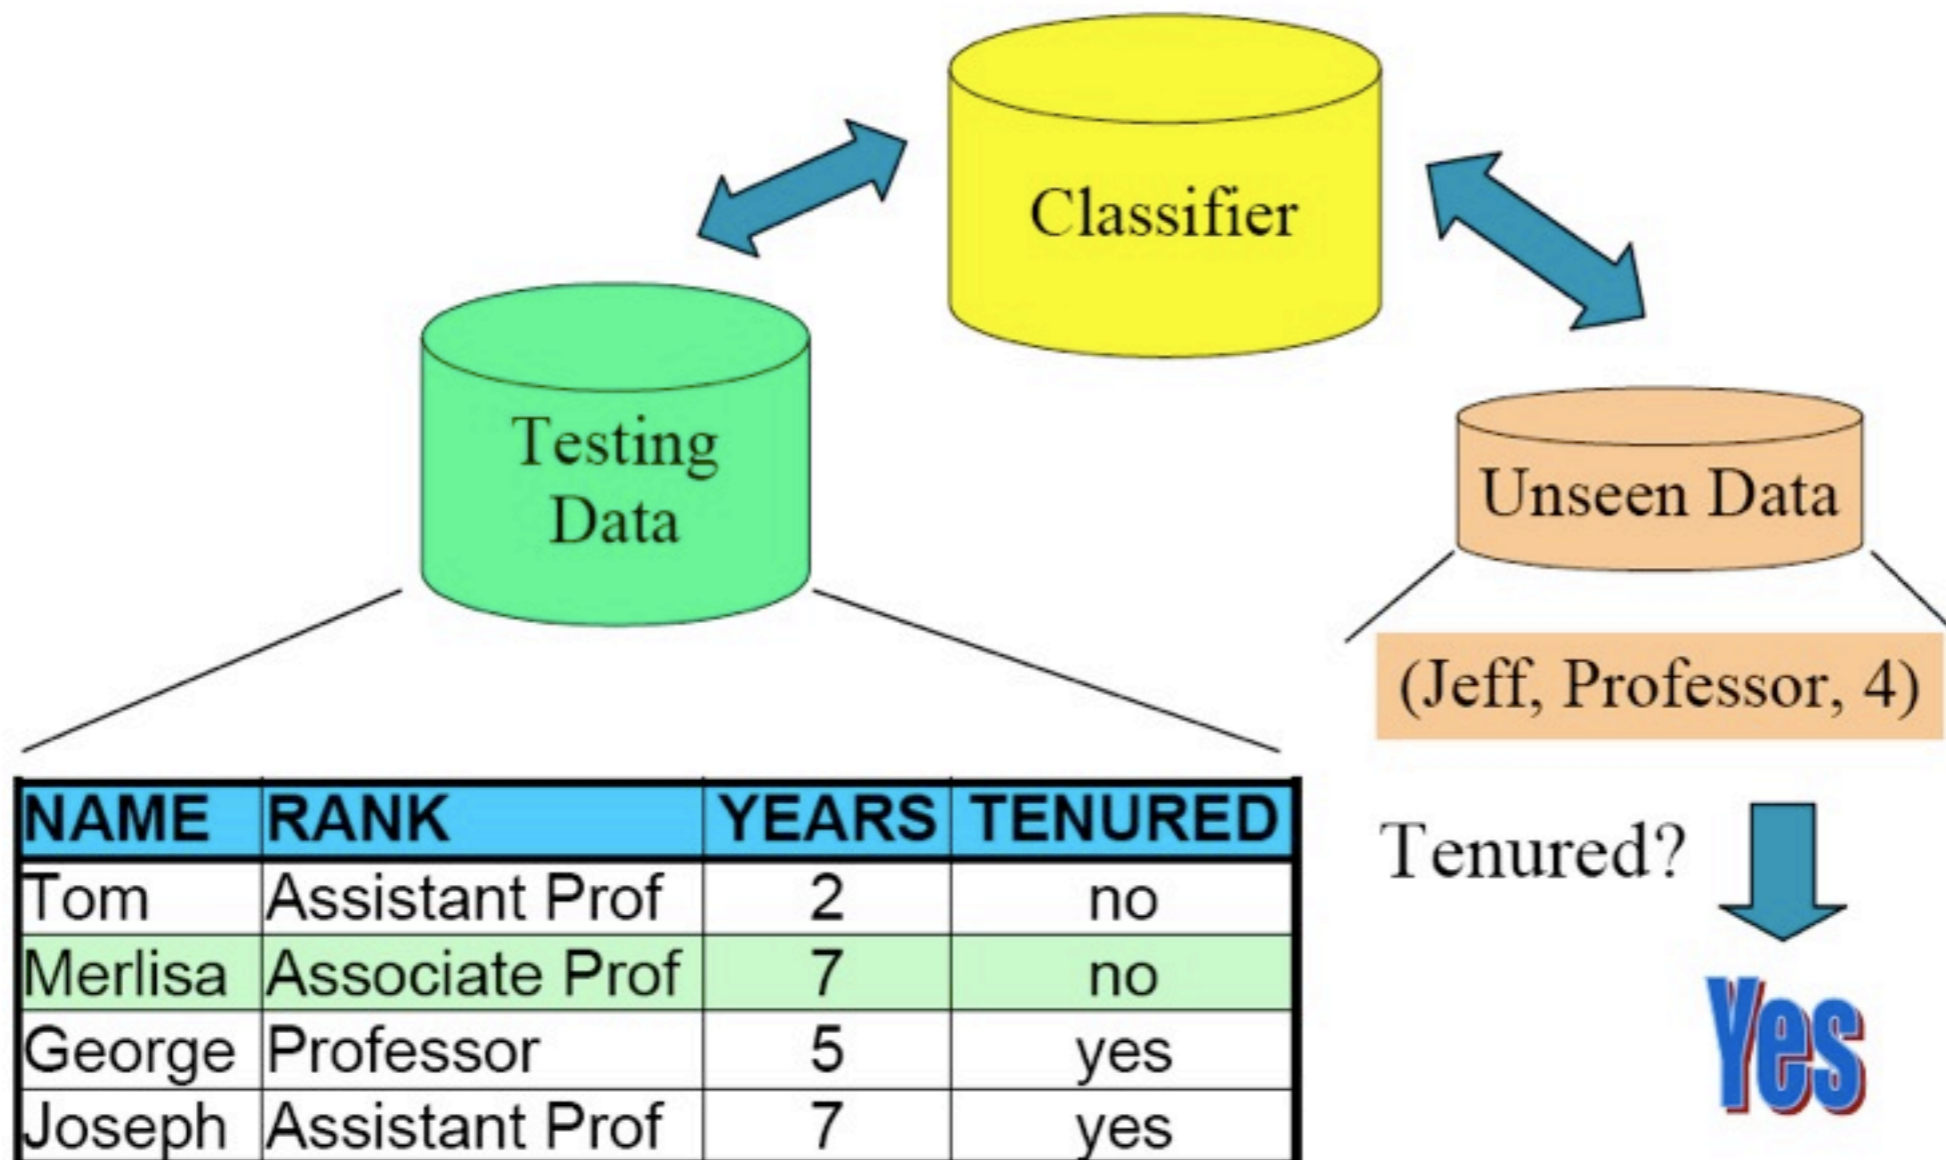 Classifier
Testing
Data
Unseen Data
(Jeff, Professor, 4)
NAME RANK YEARS TENURED
Tom Assistant Prof 2 no
Merlisa Associate Prof 7 no
George Professor 5 yes
Joseph Assistant Prof 7 yes
Tenured?
Yes